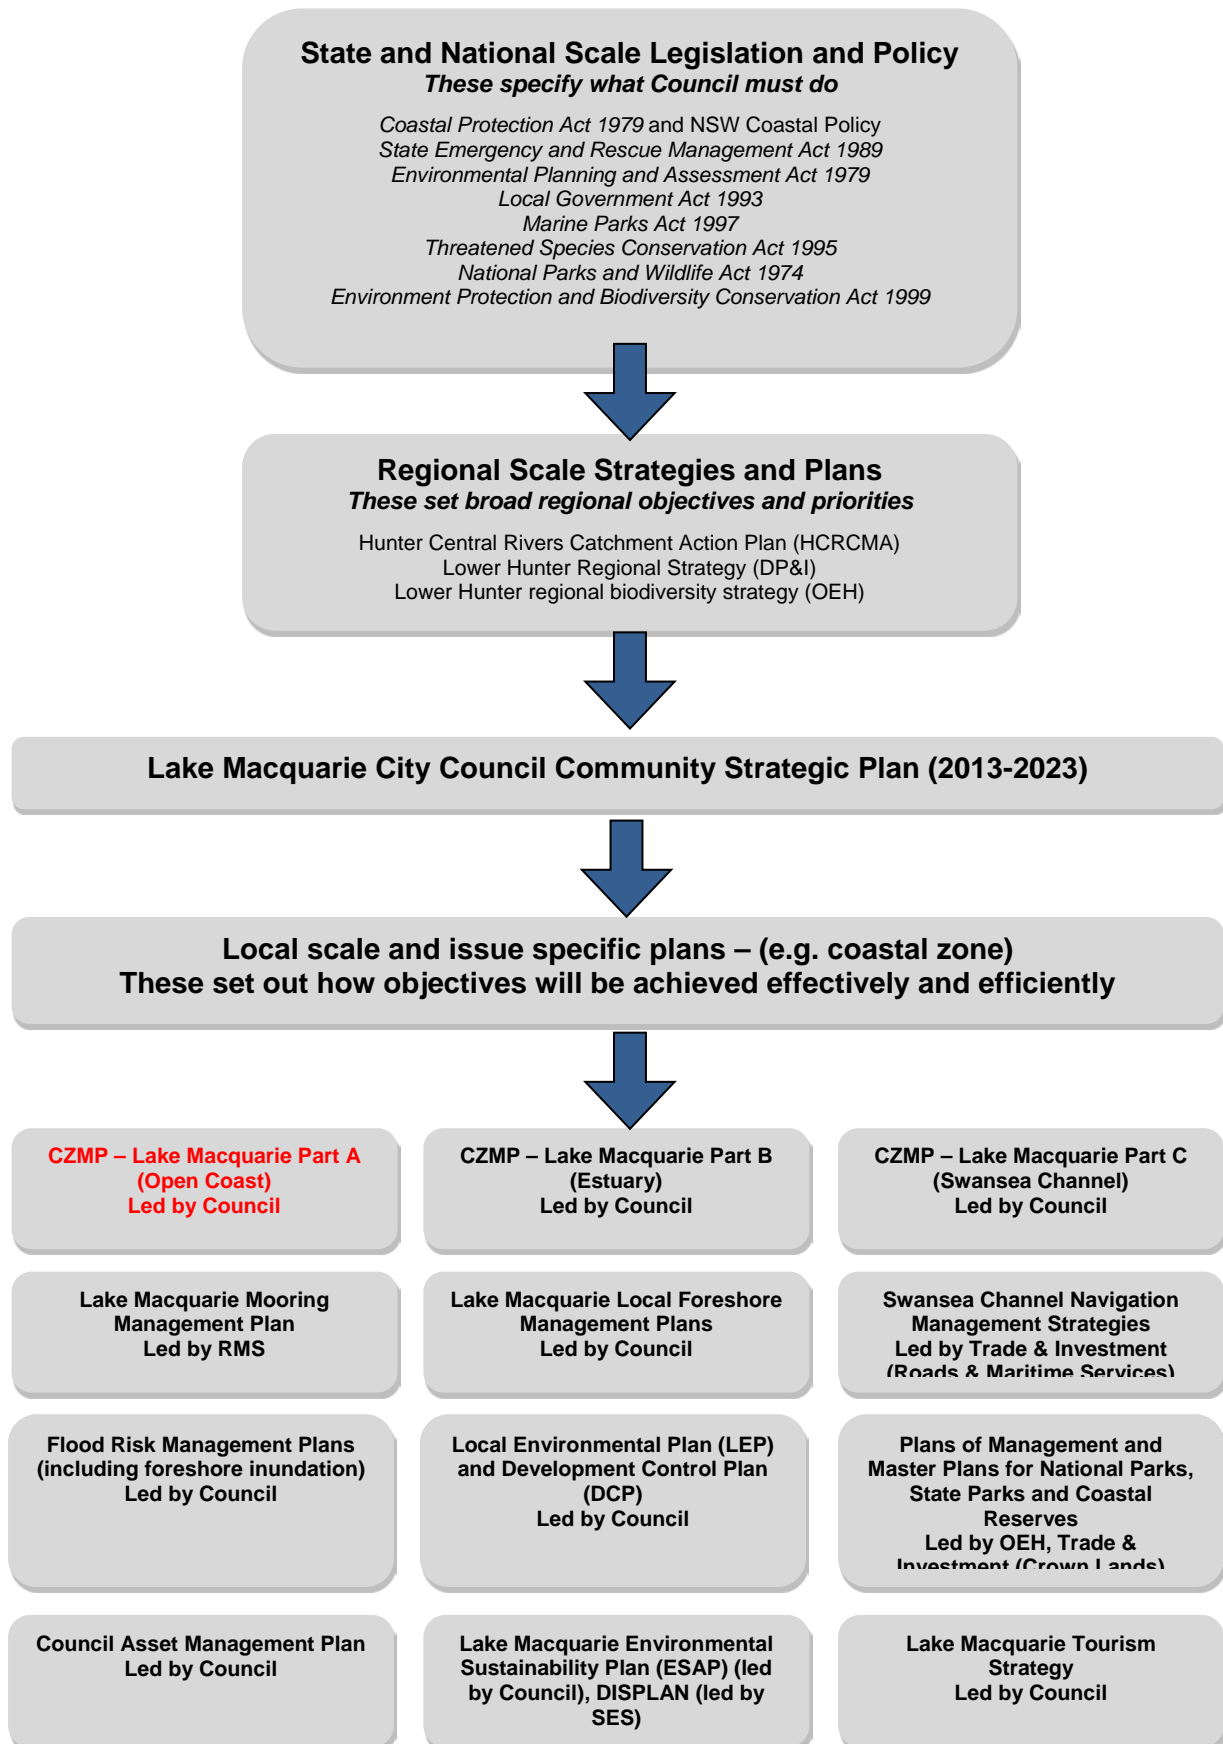 State and National Scale Legislation and Policy
These specify what Council must do
Coastal Protection Act 1979 and NSW Coastal Policy
State Emergency and Rescue Management Act 1989
Environmental Planning and Assessment Act 1979
Local Government Act 1993
Marine Parks Act 1997
Threatened Species Conservation Act 1995
National Parks and Wildlife Act 1974
Environment Protection and Biodiversity Conservation Act 1999
Regional Scale Strategies and Plans
These set broad regional objectives and priorities
Hunter Central Rivers Catchment Action Plan (HCRCMA)
Lower Hunter Regional Strategy (DP&I)
Lower Hunter regional biodiversity strategy (OEH)
Lake Macquarie City Council Community Strategic Plan (2013-2023)
Local scale and issue specific plans – (e.g. coastal zone)
These set out how objectives will be achieved effectively and efficiently
CZMP – Lake Macquarie Part A
(Open Coast)
Led by Council
CZMP – Lake Macquarie Part B
(Estuary)
Led by Council
CZMP – Lake Macquarie Part C
(Swansea Channel)
Led by Council
Lake Macquarie Mooring
Management Plan
Led by RMS
Lake Macquarie Local Foreshore
Management Plans
Led by Council
Swansea Channel Navigation
Management Strategies
Led by Trade & Investment
(Roads & Maritime Services)
Flood Risk Management Plans
(including foreshore inundation)
Led by Council
Local Environmental Plan (LEP)
and Development Control Plan
(DCP)
Led by Council
Plans of Management and
Master Plans for National Parks,
State Parks and Coastal
Reserves
Led by OEH, Trade &
Investment (Crown Lands)
Council Asset Management Plan
Led by Council
Lake Macquarie Environmental
Sustainability Plan (ESAP) (led
by Council), DISPLAN (led by
SES)
Lake Macquarie Tourism
Strategy
Led by Council